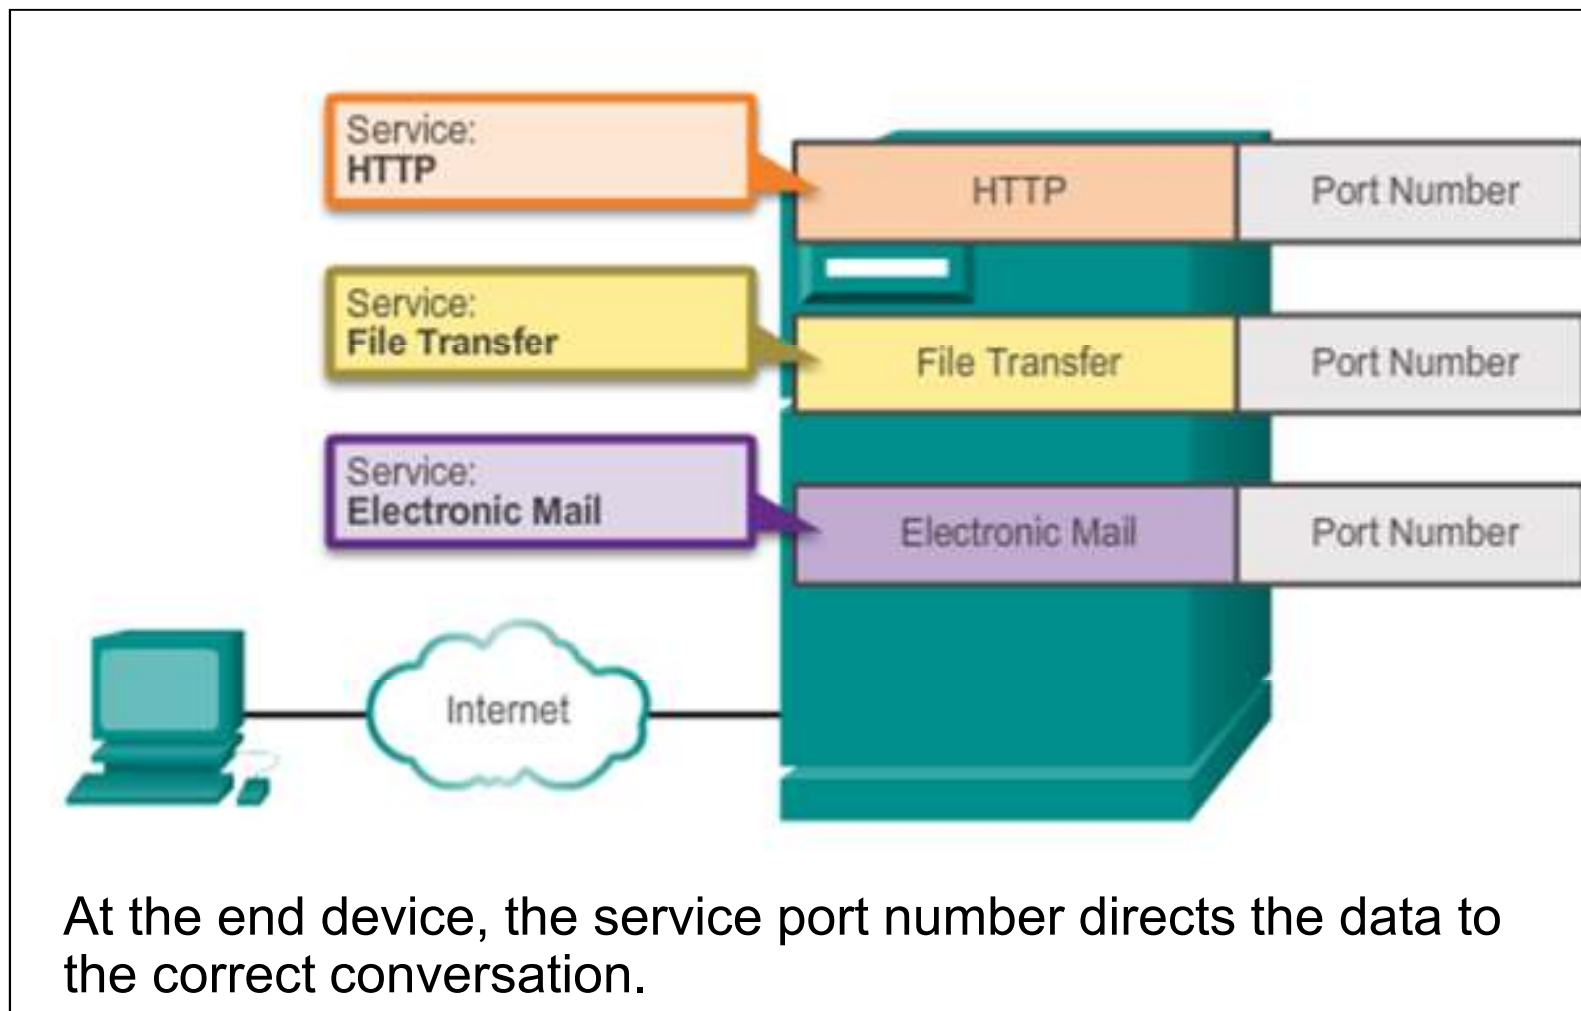 Service:
HTTP
HTTP
Port Number
Service:
File Transfer
File Transfer
Port Number
Service:
Electronic Mail
Electronic Mail
Port Number
Internet
At the end device, the service port number directs the data to
the correct conversation.